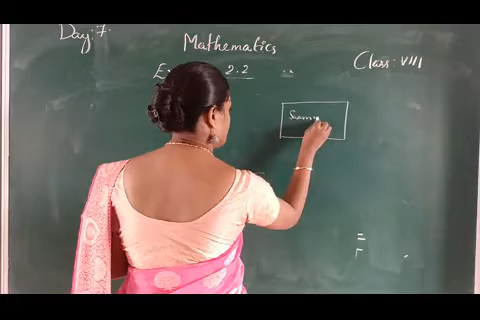 Day: 7.
Mathematics
2.2
Class: VIII
=